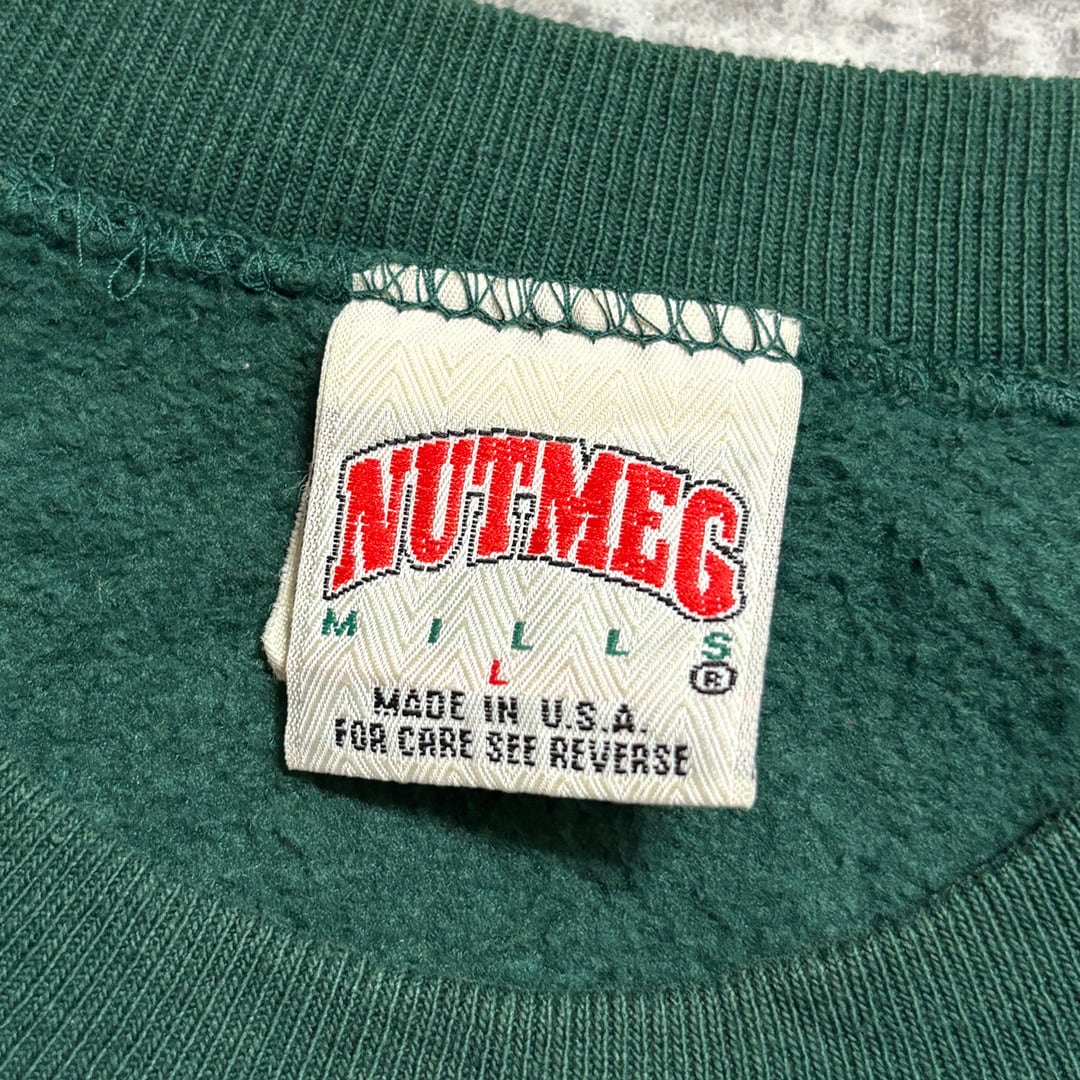 NUTMEG
MILLS
®
L
MADE IN U.S.A.
FOR CARE SEE REVERSE